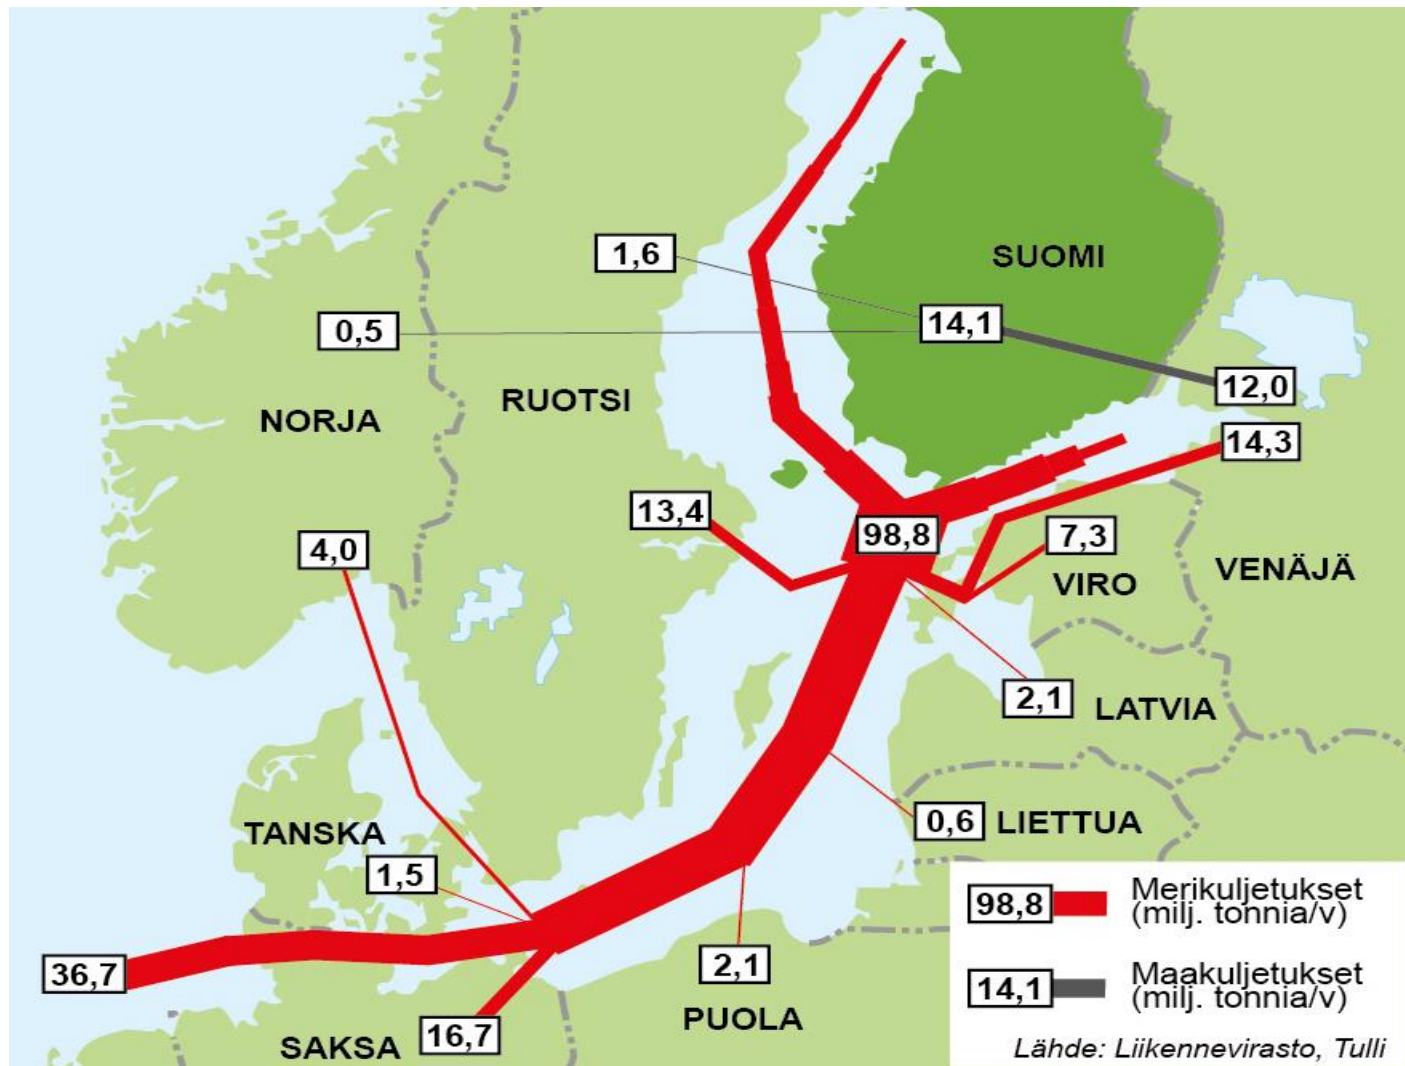 SUOMI
1,6
14,1
0,5
12,0
RUOTSI
NORJA
14,3
13,4
98,8
7,3
4,0
VIRO
VENÄJÄ
2,1
LATVIA
0,6
LIETTUA
TANSKA
1,5
36,7
2,1
PUOLA
16,7
SAKSA
98,8
Merikuljetukset
(milj. tonnia/v)
14,1
Maakuljetukset
(milj. tonnia/v)
Lähde: Liikennevirasto, Tulli